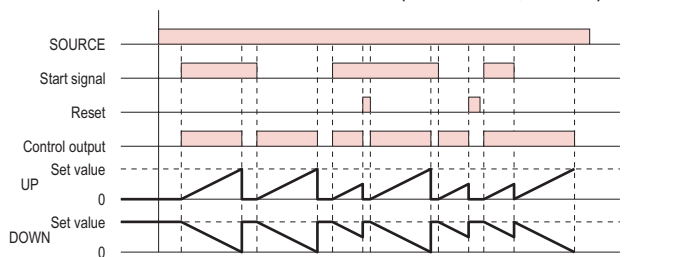 SOURCE
Start signal
Reset
Control output
Set value
UP
0
Set value
DOWN
0